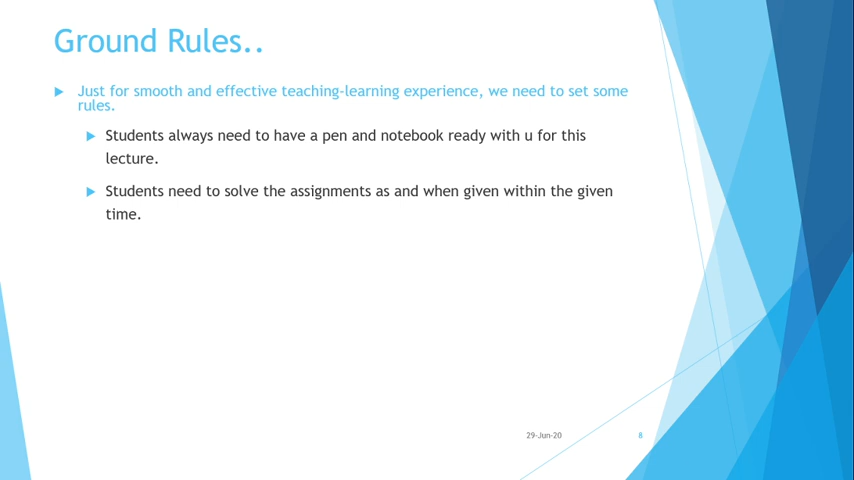 Ground Rules..
Just for smooth and effective teaching-learning experience, we need to set some
rules.
Students always need to have a pen and notebook ready with u for this
lecture.
Students need to solve the assignments as and when given within the given
time.
29-Jun-20
8